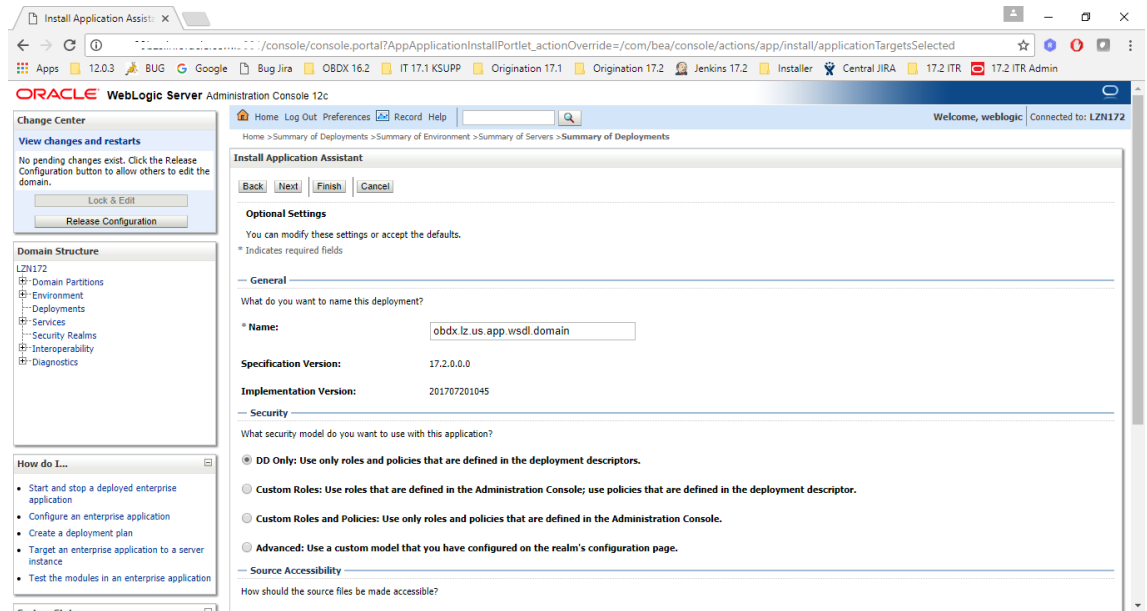 Install Application Assista
/console/console.portal?AppApplicationInstallPortlet_actionOverride=/com/bea/console/actions/app/install/applicationTargetsSelected
Apps 12.0.3 BUG Google Bug Jira OBDX 16.2 IT 17.1 KSUPP Origination 17.1 Origination 17.2 Jenkins 17.2 Installer Central JIRA 17.2 ITR 17.2 ITR Admin
ORACLE WebLogic Server Administration Console 12c
Change Center
View changes and restarts
No pending changes exist. Click the Release
Configuration button to allow others to edit the
domain.
Lock & Edit
Release Configuration
Domain Structure
LZN172
Domain Partitions
Environment
Deployments
Services
Security Realms
Interoperability
Diagnostics
How do I...
Start and stop a deployed enterprise
application
Configure an enterprise application
Create a deployment plan
Target an enterprise application to a server
instance
Test the modules in an enterprise application
Home Log Out Preferences Record Help
Welcome, weblogic Connected to: LZN172
Home >Summary of Deployments >Summary of Environment >Summary of Servers >Summary of Deployments
Install Application Assistant
Back Next Finish Cancel
Optional Settings
You can modify these settings or accept the defaults.
* Indicates required fields
General
What do you want to name this deployment?
* Name: obdx.lz.us.app.wsdl.domain
Specification Version: 17.2.0.0.0
Implementation Version: 201707201045
Security
What security model do you want to use with this application?
DD Only: Use only roles and policies that are defined in the deployment descriptors.
Custom Roles: Use roles that are defined in the Administration Console; use policies that are defined in the deployment descriptor.
Custom Roles and Policies: Use only roles and policies that are defined in the Administration Console.
Advanced: Use a custom model that you have configured on the realm's configuration page.
Source Accessibility
How should the source files be made accessible?